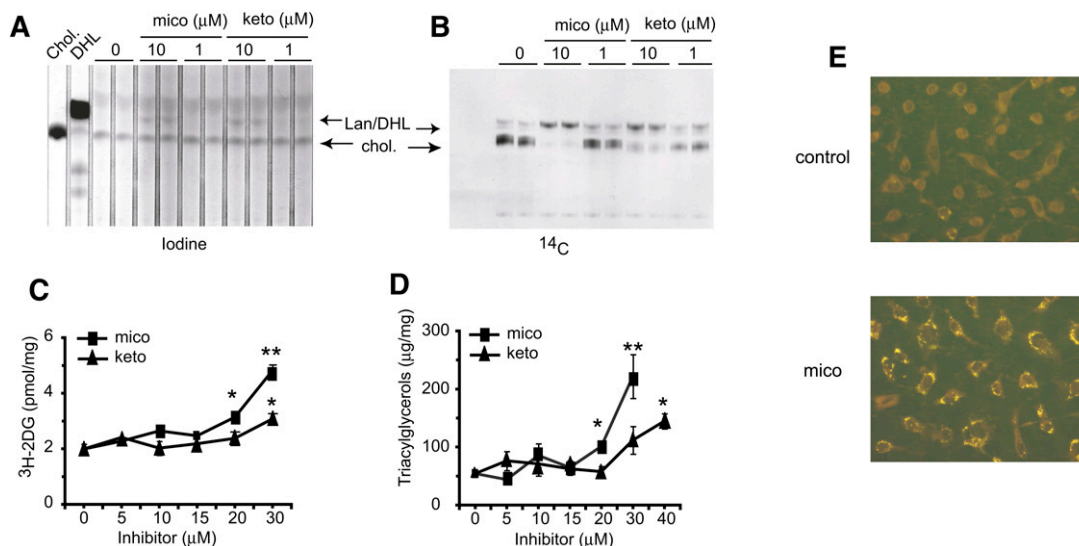 A
mico (μM)
keto (μM)
Chol.
DHL
0
10
1
10
1
Iodine
Lan/DHL
chol.
B
mico (μM)
keto (μM)
0
10
1
10
1
14C
E
control
mico
C
3H-2DG (pmol/mg)
6
4
2
0
mico
keto
*
**
*
0 5 10 15 20 30
Inhibitor (μM)
D
Triacylglycerols (μg/mg)
300
200
100
0
mico
keto
*
**
*
0 5 10 15 20 30 40
Inhibitor (μM)